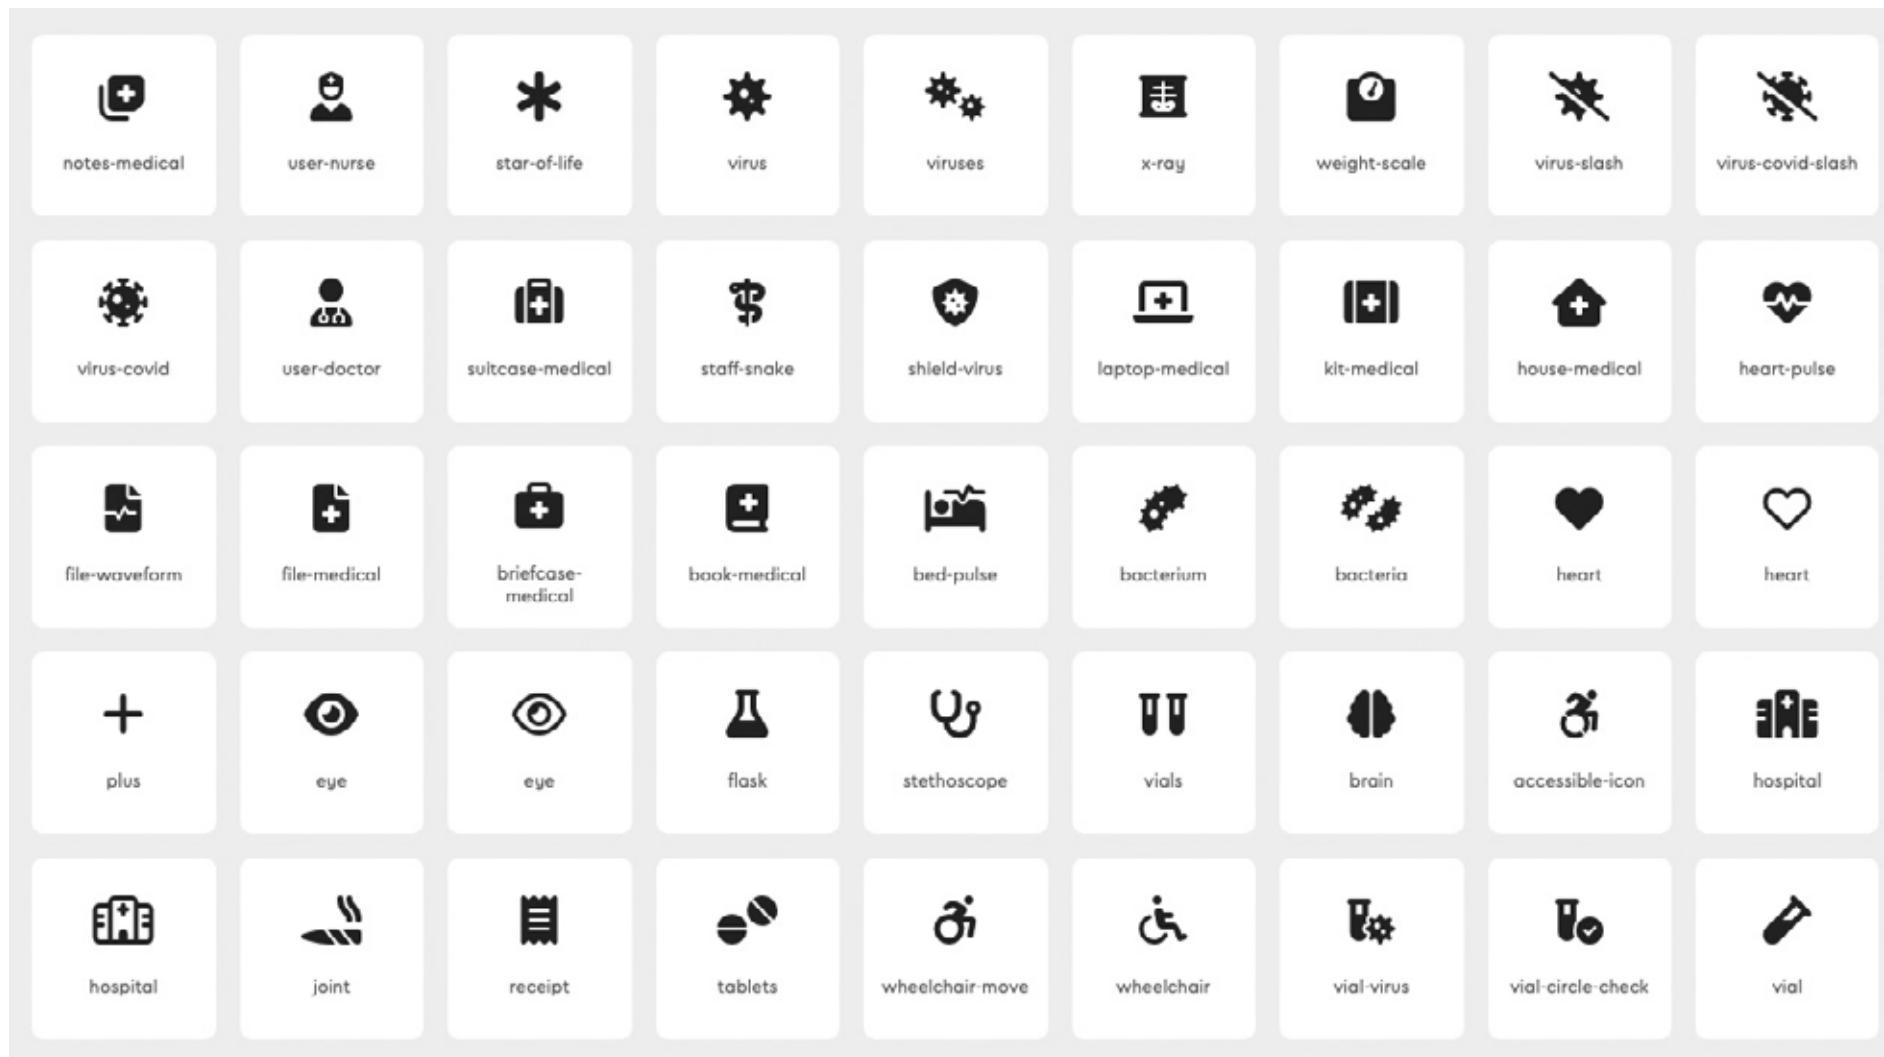 notes-medical
user-nurse
star-of-life
virus
viruses
x-ray
weight-scale
virus-slash
virus-covid-slash
virus-covid
user-doctor
suitcase-medical
staff-snake
shield-virus
laptop-medical
kit-medical
house-medical
heart-pulse
file-waveform
file-medical
briefcase-
medical
book-medical
bed-pulse
bacterium
bacteria
heart
heart
plus
eye
eye
flask
stethoscope
vials
brain
accessible-icon
hospital
hospital
joint
receipt
tablets
wheelchair-move
wheelchair
vial-virus
vial-circle-check
vial